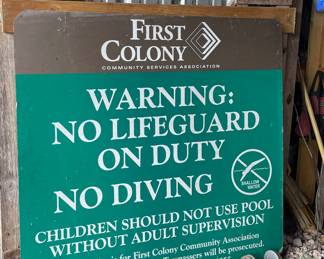 FIRST
COLONY
COMMUNITY SERVICES ASSOCIATION
WARNING:
NO LIFEGUARD
ON DUTY
NO DIVING
SHALLOW
WATER
CHILDREN SHOULD NOT USE POOL
WITHOUT ADULT SUPERVISION
is for First Colony Community Association
Trespassers will be prosecuted.